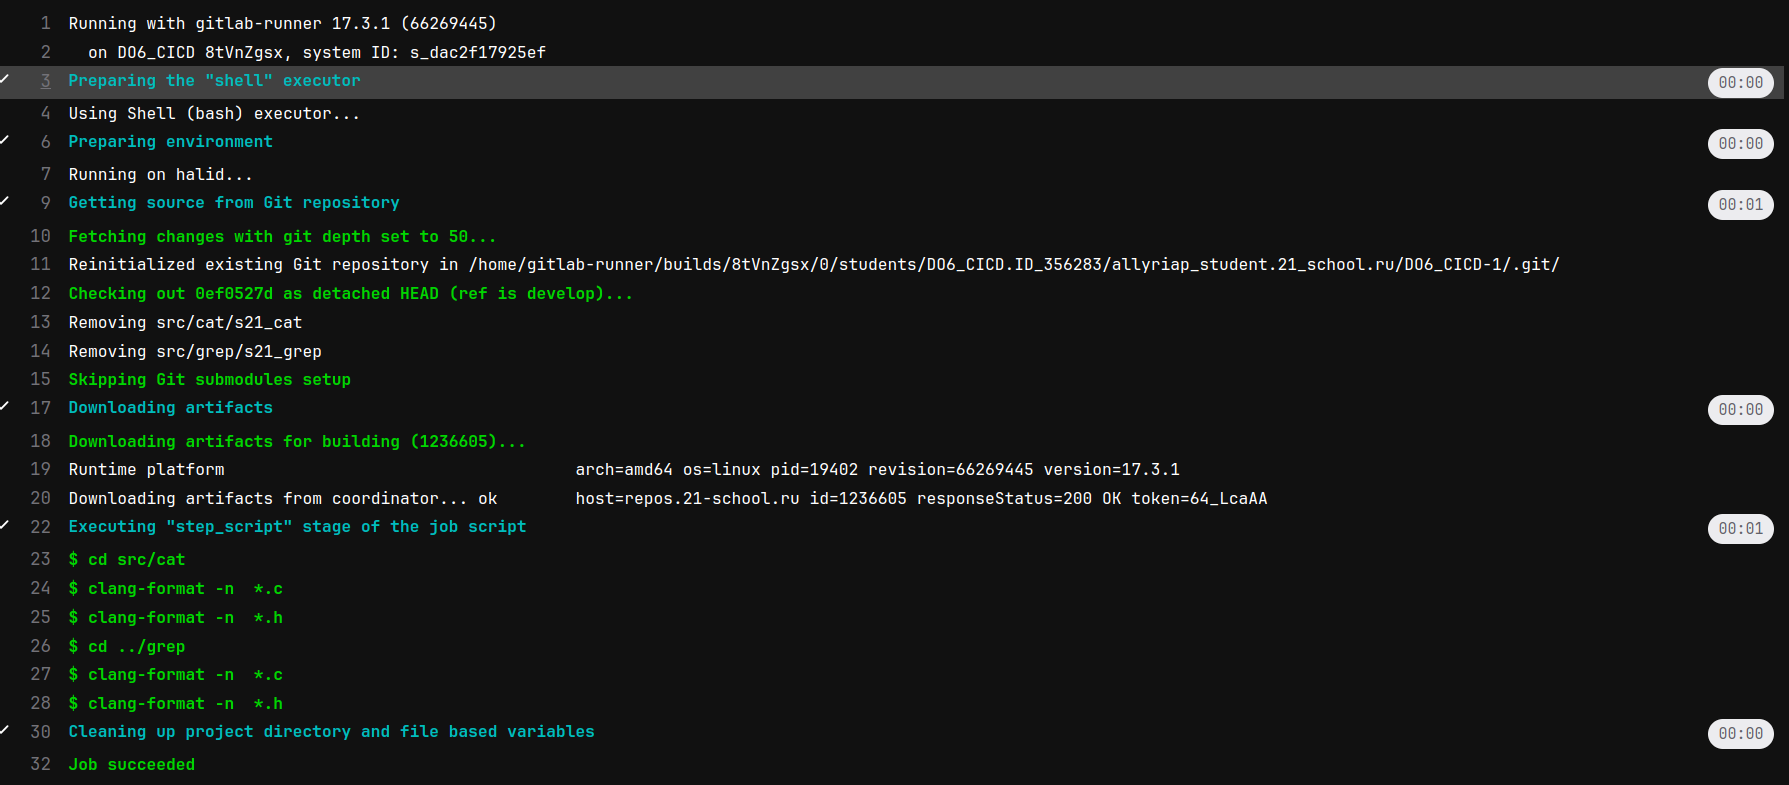 1 Running with gitlab-runner 17.3.1 (66269445)
2 on DO6_CICD 8tVnZgsx, system ID: s_dac2f17925ef
3 Preparing the "shell" executor 00:00
4 Using Shell (bash) executor...
6 Preparing environment 00:00
7 Running on halid...
9 Getting source from Git repository 00:01
10 Fetching changes with git depth set to 50...
11 Reinitialized existing Git repository in /home/gitlab-runner/builds/8tVnZgsx/0/students/DO6_CICD.ID_356283/allyriap_student.21_school.ru/DO6_CICD-1/.git/
12 Checking out 0ef0527d as detached HEAD (ref is develop)...
13 Removing src/cat/s21_cat
14 Removing src/grep/s21_grep
15 Skipping Git submodules setup
17 Downloading artifacts 00:00
18 Downloading artifacts for building (1236605)...
19 Runtime platform arch=amd64 os=linux pid=19402 revision=66269445 version=17.3.1
20 Downloading artifacts from coordinator... ok host=repos.21-school.ru id=1236605 responseStatus=200 OK token=64_LcaAA
22 Executing "step_script" stage of the job script 00:01
23 $ cd src/cat
24 $ clang-format -n  *.c
25 $ clang-format -n  *.h
26 $ cd ../grep
27 $ clang-format -n  *.c
28 $ clang-format -n  *.h
30 Cleaning up project directory and file based variables 00:00
32 Job succeeded